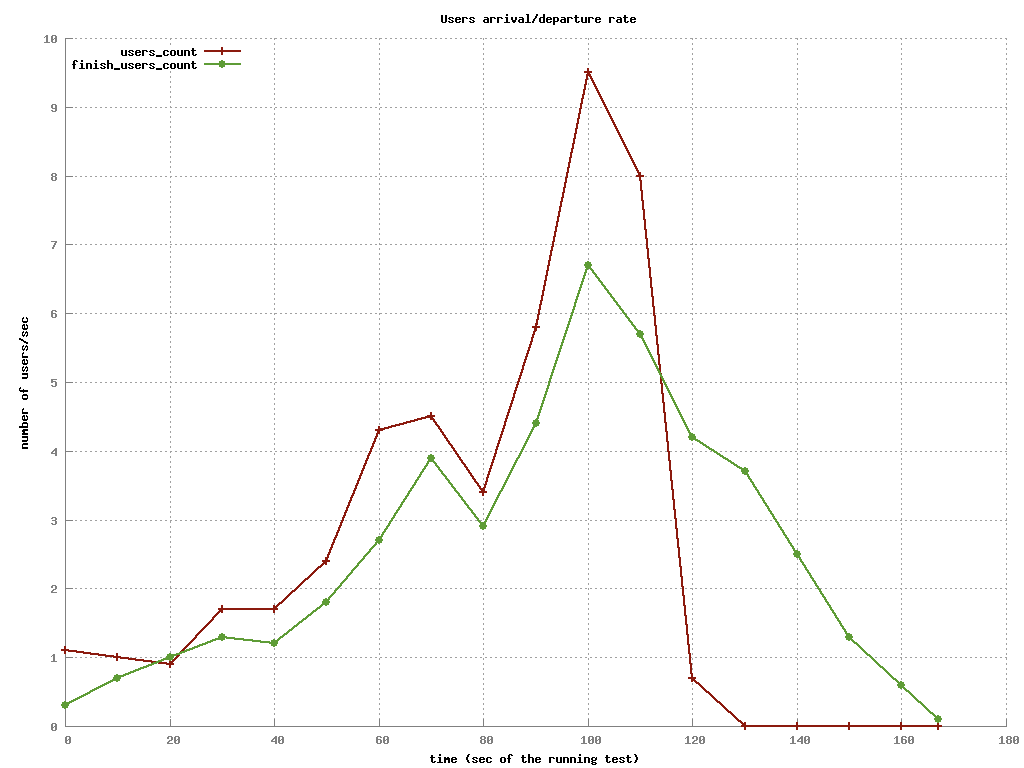 Users arrival/departure rate
users_count
finish_users_count
10
9
8
7
6
5
4
3
2
1
0
number of users/sec
0 20 40 60 80 100 120 140 160 180
time (sec of the running test)